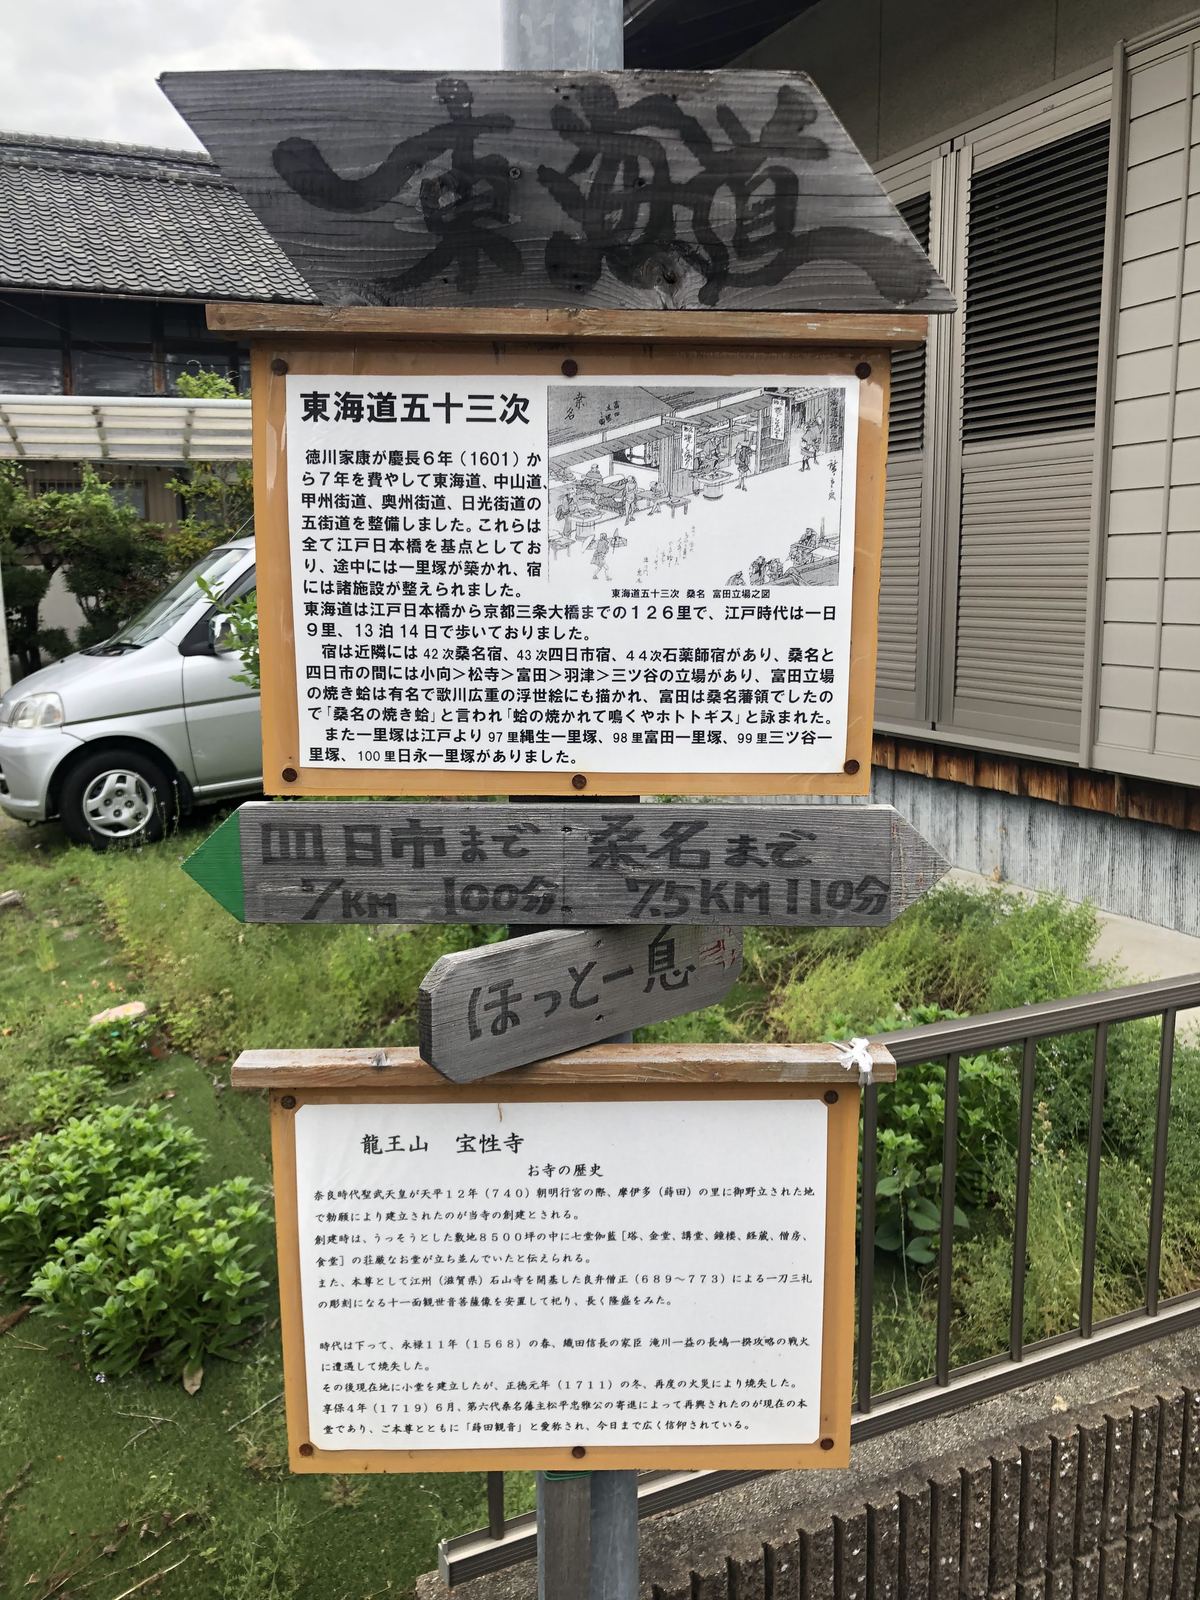 東海道
東海道五十三次
徳川家康が慶長6年（1601）か
ら7年を費やして東海道、中山道、
甲州街道、奥州街道、日光街道の
五街道を整備しました。これらは
全て江戸日本橋を基点としてお
り、途中には一里塚が築かれ、宿
には諸施設が整えられました。
東海道五十三次 桑名 富田立場之図
東海道は江戸日本橋から京都三条大橋までの126里で、江戸時代は一日
9里、13泊14日で歩いておりました。
宿は近隣には42次桑名宿、43次四日市宿、44次石薬師宿があり、桑名と
四日市の間には小向>松寺>富田>羽津>三ツ谷の立場があり、富田立場
の焼き蛤は有名で歌川広重の浮世絵にも描かれ、富田は桑名藩領でしたの
で「桑名の焼き蛤」と言われ「蛤の焼かれて鳴くやホトトギス」と詠まれた。
また一里塚は江戸より97里縄生一里塚、98里富田一里塚、99里三ツ谷一
里塚、100里日永一里塚がありました。
四日市まで 桑名まで
7KM 100分 7.5KM 110分
ほっと一息
龍王山 宝性寺
お寺の歴史
奈良時代聖武天皇が天平12年（740）朝明行宮の際、摩伊多（蒔田）の里に御野立された地
で勅願により建立されたのが当寺の創建とされる。
創建時は、うっそうとした敷地8500坪の中に七堂伽藍［塔、金堂、講堂、鐘楼、経蔵、僧房、
食堂］の荘厳なお堂が立ち並んでいたと伝えられる。
また、本尊として江州（滋賀県）石山寺を開基した良弁僧正（689～773）による一刀三礼
の彫刻になる十一面観世音菩薩像を安置して祀り、長く隆盛をみた。
時代は下って、永禄11年（1568）の春、織田信長の家臣 滝川一益の長嶋一揆攻略の戦火
に遭遇して焼失した。
その後現在地に小堂を建立したが、正徳元年（1711）の冬、再度の火災により焼失した。
享保4年（1719）6月、第六代桑名藩主松平忠雅公の寄進によって再興されたのが現在の本
堂であり、ご本尊とともに「蒔田観音」と愛称され、今日まで広く信仰されている。